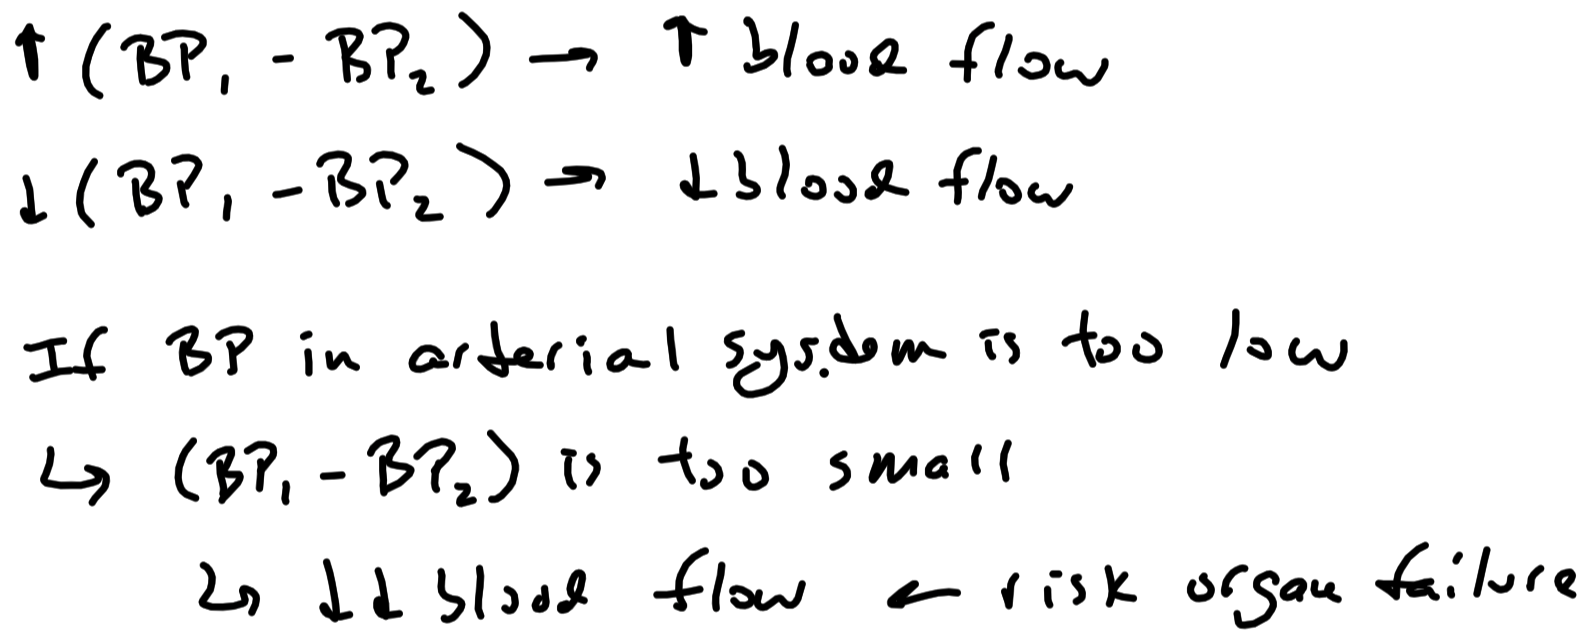 ↑ (BP₁ - BP₂) → ↑ blood flow
↓ (BP₁ - BP₂) → ↓ blood flow
If BP in arterial system is too low
↳ (BP₁ - BP₂) is too small
↳ ↓↓ blood flow ← risk organ failure